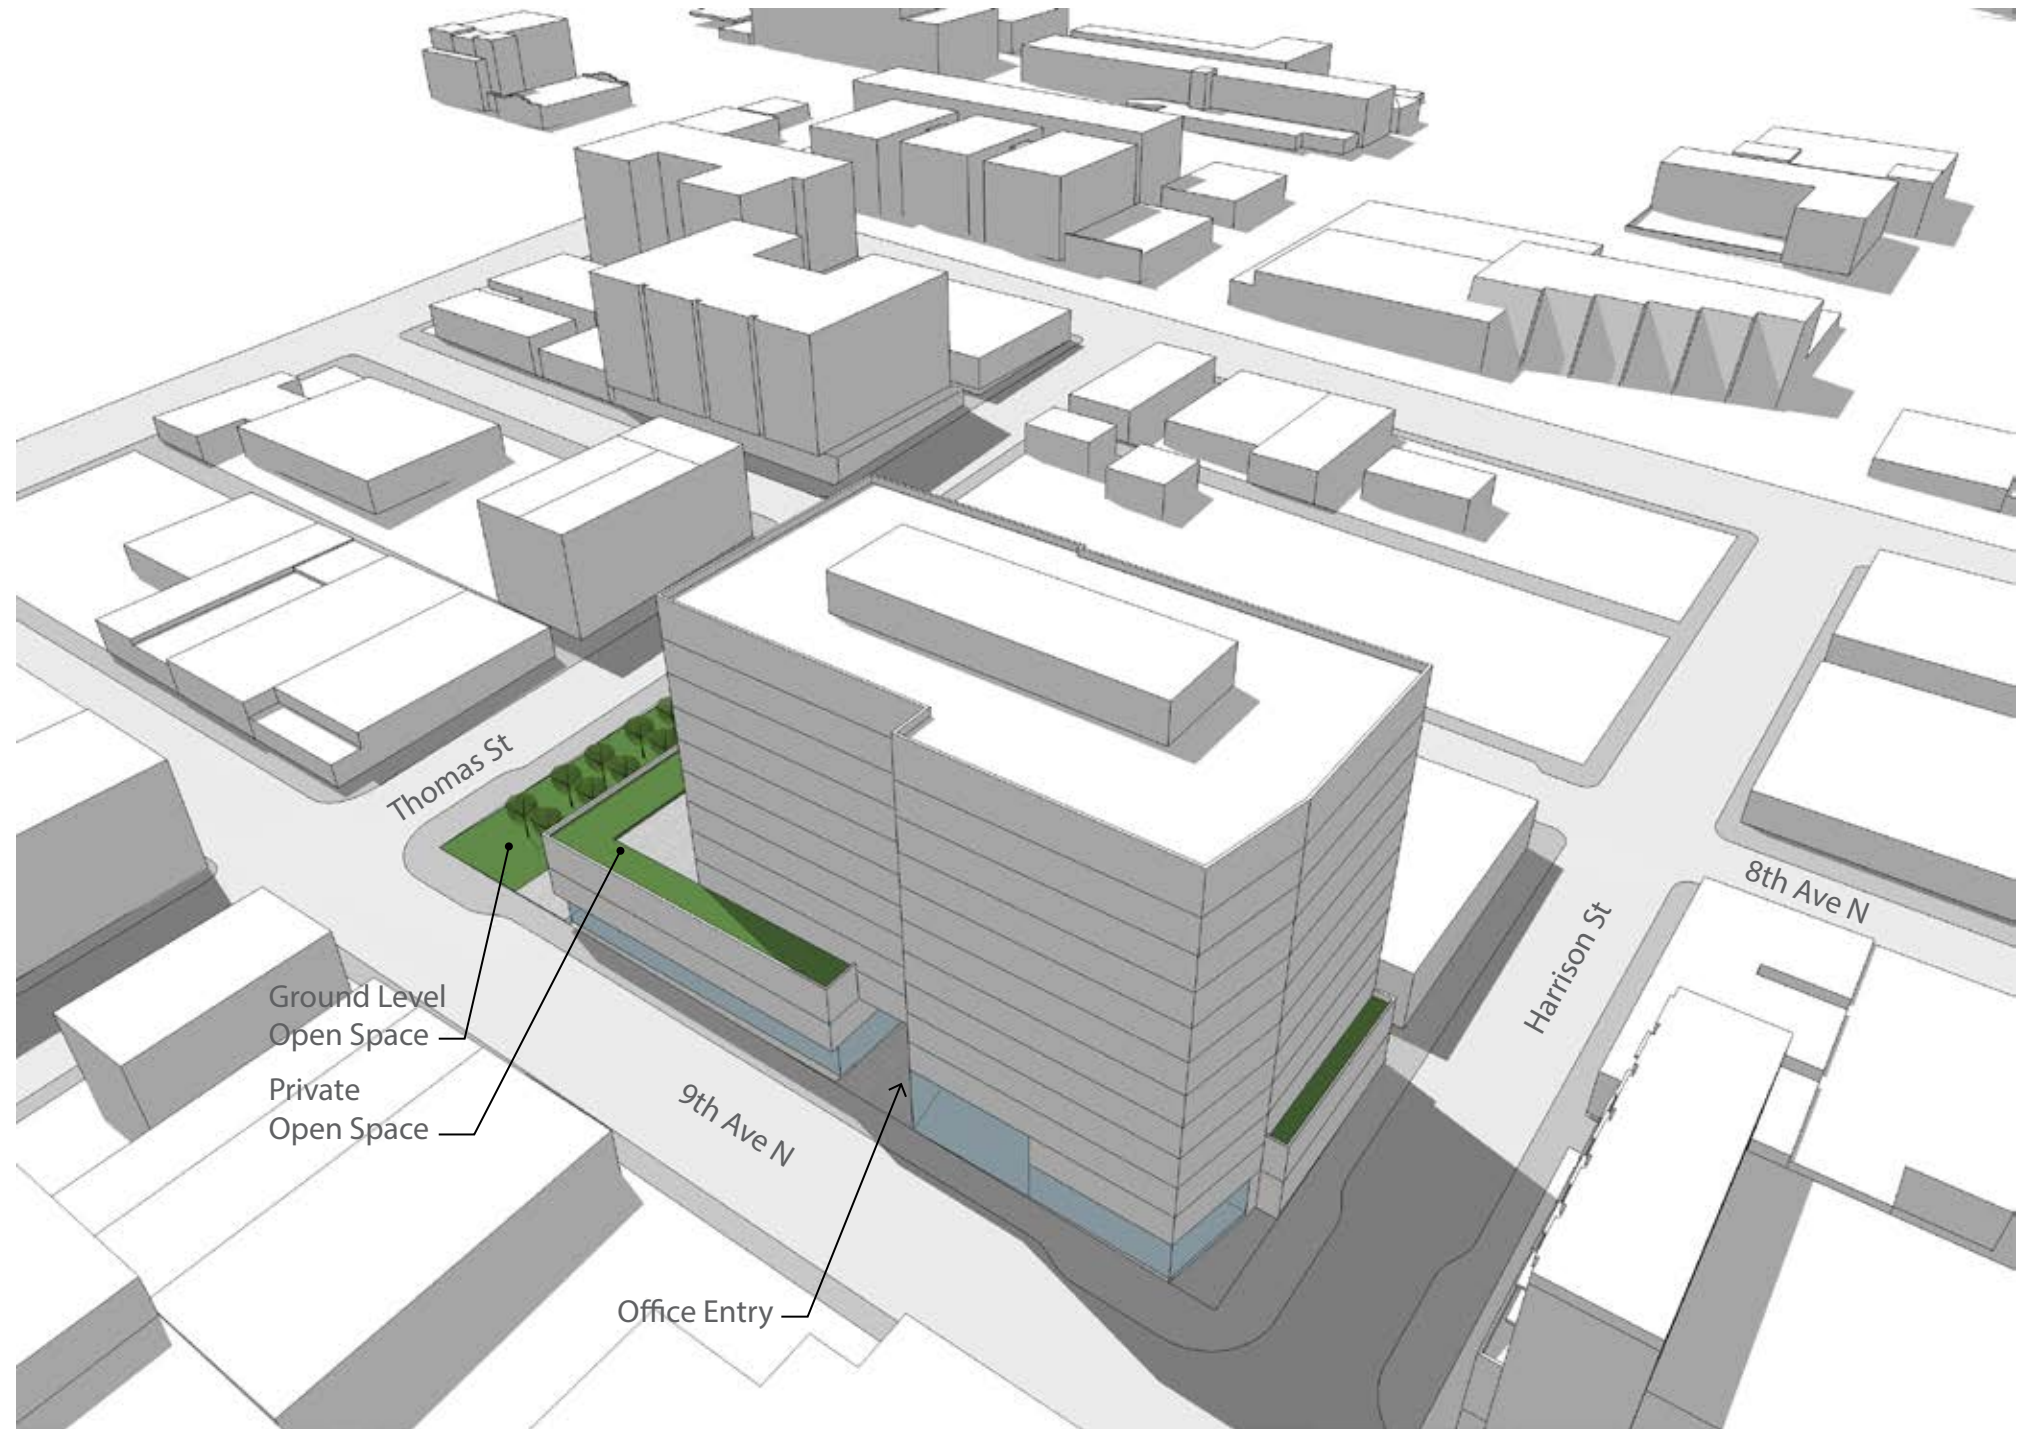 Thomas St
8th Ave N
Harrison St
Ground Level
Open Space
Private
Open Space
9th Ave N
Office Entry